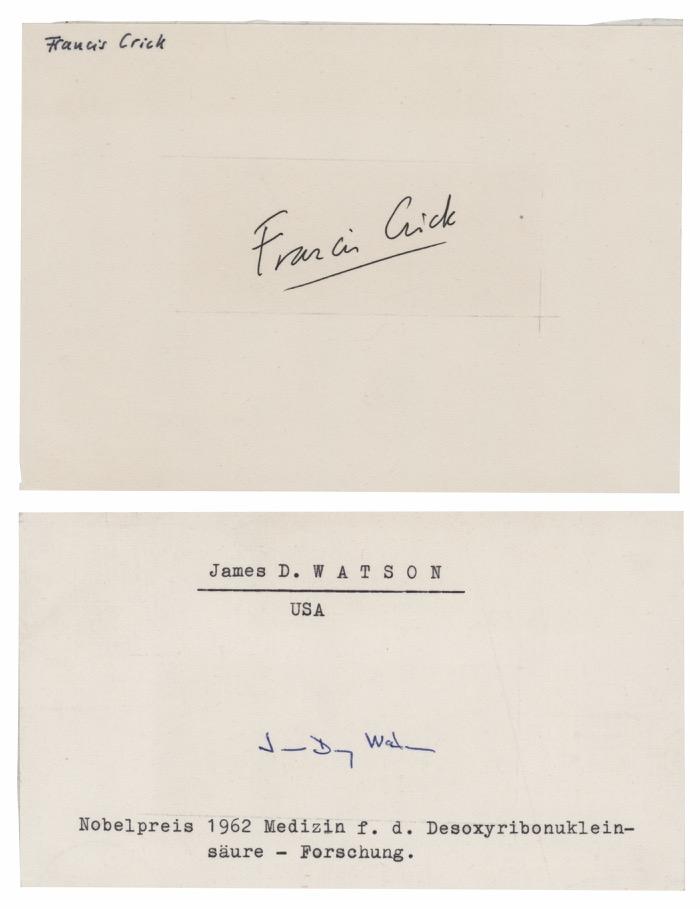 Francis Crick
Francis Crick
James D. W A T S O N
USA
Nobelpreis 1962 Medizin f. d. Desoxyribonuklein-
säure - Forschung.